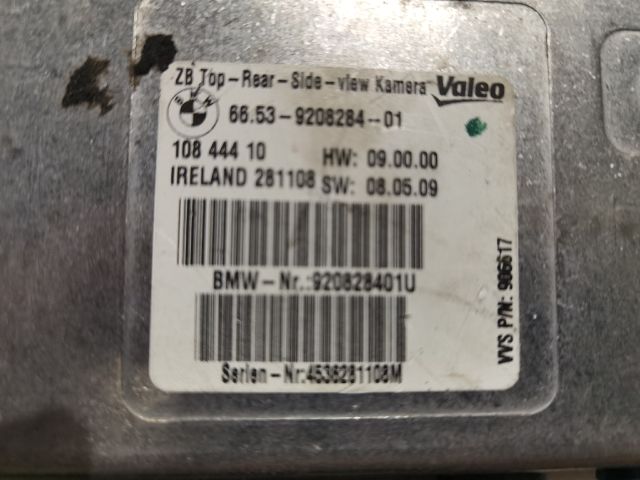 ZB Top-Rear-Side-view Kamera Valeo
BMW
66.53-9208284-01
108 444 10 HW: 09.00.00
IRELAND 281108 SW: 08.05.09
BMW-Nr.:920828401U
Serien-Nr:4536281108M
VVS P/N: 906617